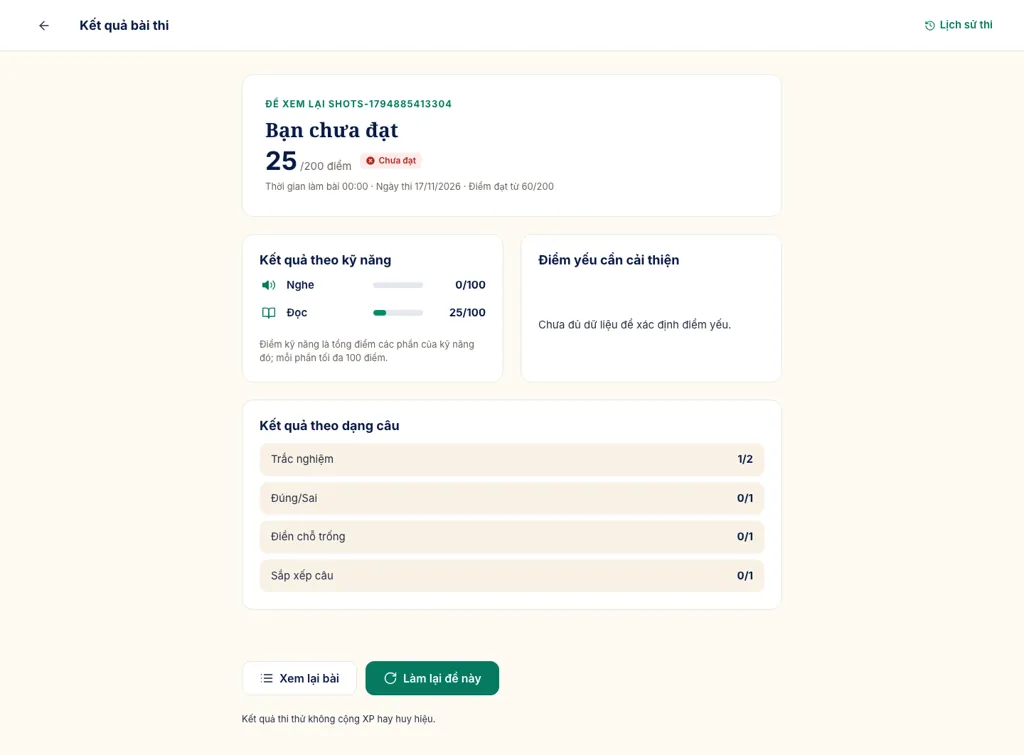 Kết quả bài thi
Lịch sử thi
ĐỀ XEM LẠI SHOTS-1794885413304
Bạn chưa đạt
25 /200 điểm Chưa đạt
Thời gian làm bài 00:00 · Ngày thi 17/11/2026 · Điểm đạt từ 60/200
Kết quả theo kỹ năng
Nghe 0/100
Đọc 25/100
Điểm kỹ năng là tổng điểm các phần của kỹ năng
đó; mỗi phần tối đa 100 điểm.
Điểm yếu cần cải thiện
Chưa đủ dữ liệu để xác định điểm yếu.
Kết quả theo dạng câu
Trắc nghiệm 1/2
Đúng/Sai 0/1
Điền chỗ trống 0/1
Sắp xếp câu 0/1
Xem lại bài
Làm lại đề này
Kết quả thi thử không cộng XP hay huy hiệu.